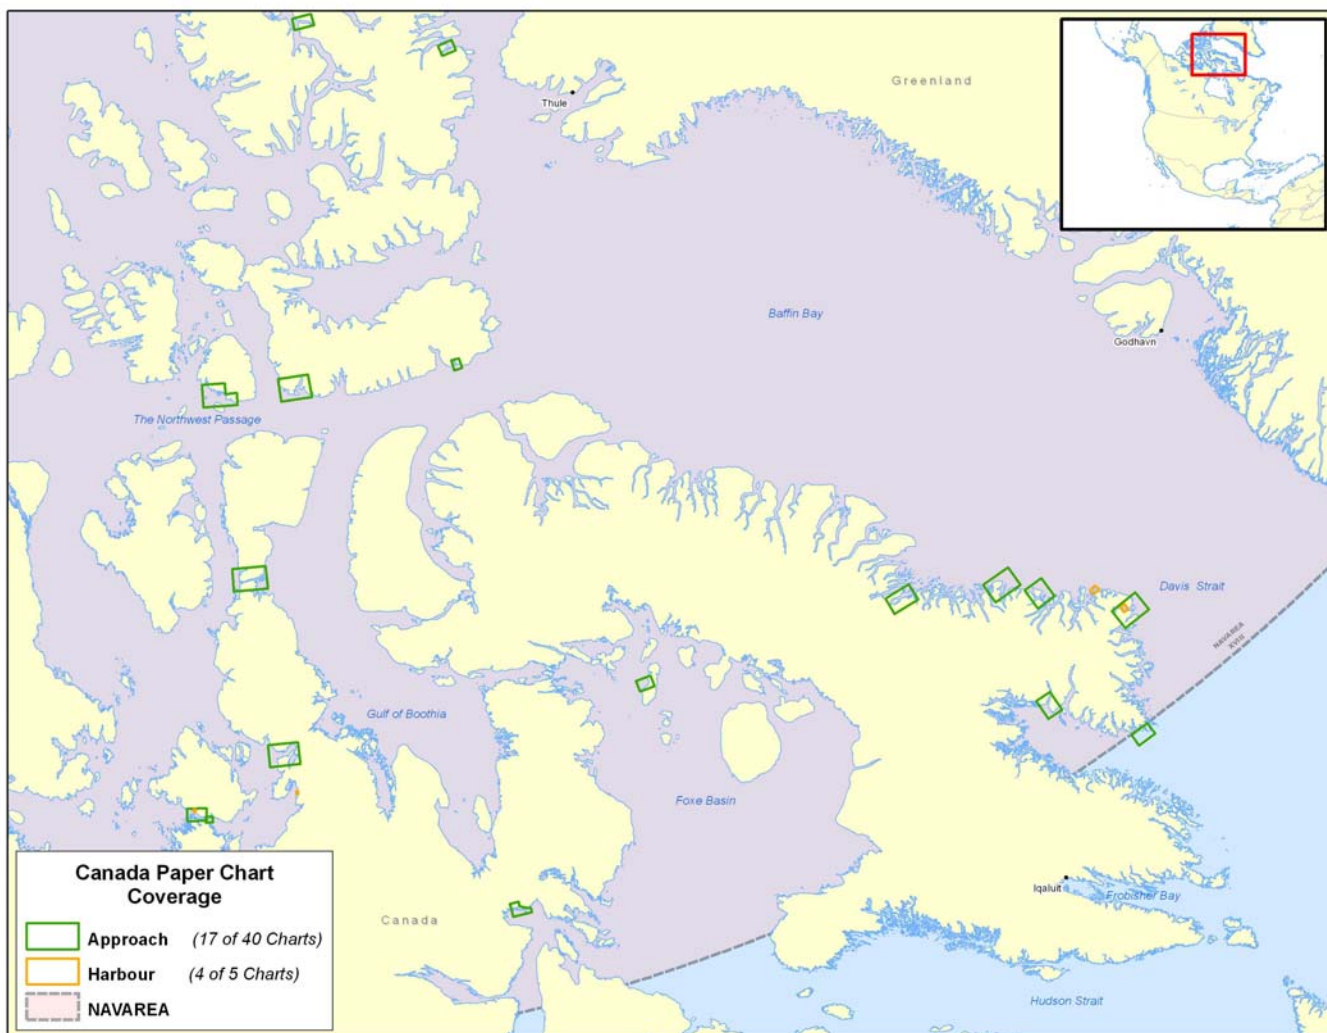 Greenland
Thule
Baffin Bay
Godhavn
The Northwest Passage
Davis Strait
NAVAREA
XVIII
Gulf of Boothia
Foxe Basin
Iqaluit
Frobisher Bay
Canada
Hudson Strait
Canada Paper Chart
Coverage
Approach (17 of 40 Charts)
Harbour (4 of 5 Charts)
NAVAREA